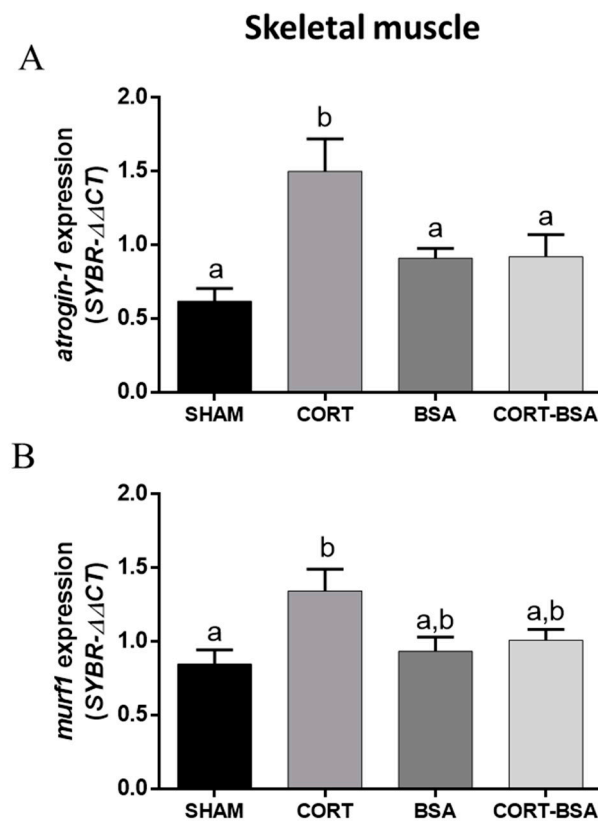 Skeletal muscle
A
atrogin-1 expression
(SYBR-ΔΔCT)
2.0
1.5
1.0
0.5
0.0
a
b
a
a
SHAM CORT BSA CORT-BSA
B
murf1 expression
(SYBR-ΔΔCT)
2.0
1.5
1.0
0.5
0.0
a
b
a,b
a,b
SHAM CORT BSA CORT-BSA